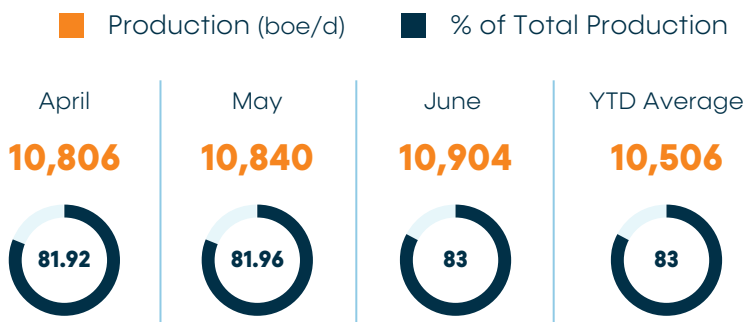 Production (boe/d) % of Total Production
April May June YTD Average
10,806 10,840 10,904 10,506
81.92 81.96 83 83